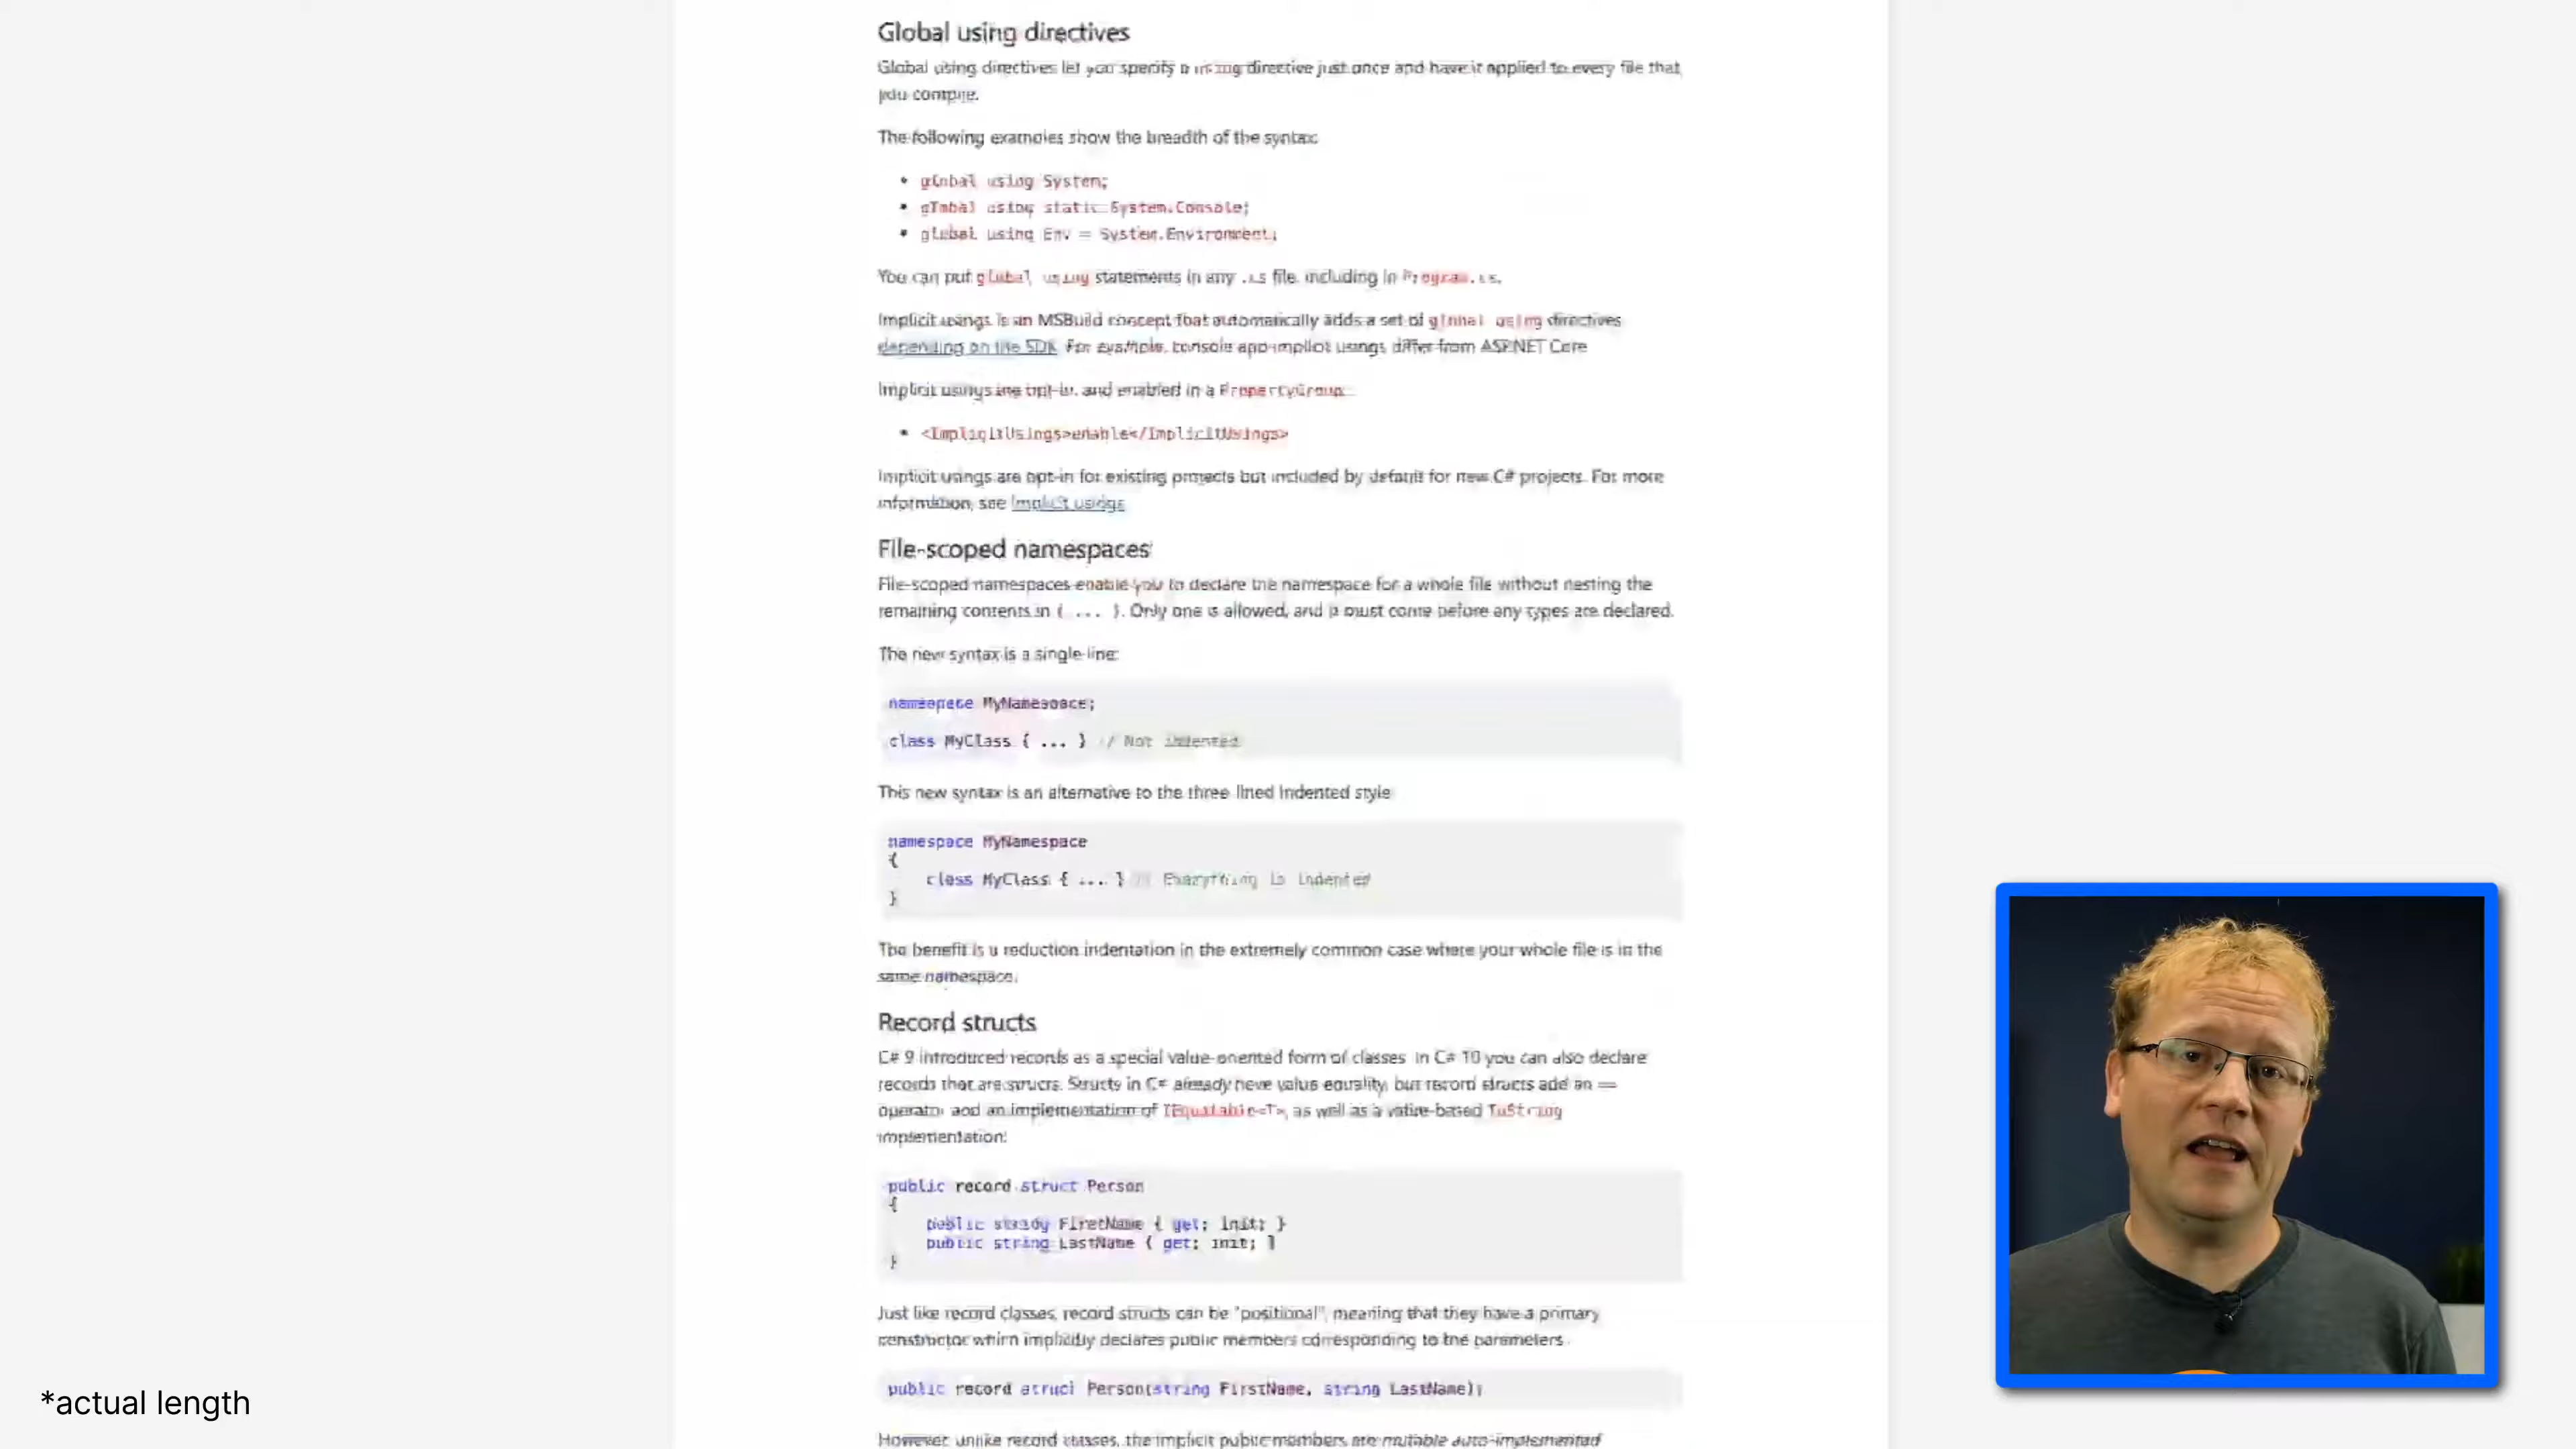 Global using directives
Global using directives let you specify a using directive just once and have it applied to every file that
you compile.
The following examples show the breadth of the syntax:
global using System;
global using static System.Console;
global using Env = System.Environment;
You can put global using statements in any .cs file, including in Program.cs.
Implicit usings is an MSBuild concept that automatically adds a set of global using directives
depending on the SDK. For example, console app implicit usings differ from ASP.NET Core
Implicit usings are opt-in, and enabled in a PropertyGroup
<ImplicitUsings>enable</ImplicitUsings>
Implicit usings are opt-in for existing projects but included by default for new C# projects. For more
information, see Implicit usings
File-scoped namespaces
File-scoped namespaces enable you to declare the namespace for a whole file without nesting the
remaining contents in { ... }. Only one is allowed, and it must come before any types are declared.
The new syntax is a single line:
namespace MyNamespace;
class MyClass { ... } // Not indented
This new syntax is an alternative to the three lined indented style
namespace MyNamespace
{
class MyClass { ... } // Everything is indented
}
The benefit is a reduction indentation in the extremely common case where your whole file is in the
same namespace.
Record structs
C# 9 introduced records as a special value-oriented form of classes. In C# 10 you can also declare
records that are structs. Structs in C# already have value equality, but record structs add an ==
operator and an implementation of IEquatable<T>, as well as a value-based ToString
implementation:
public record struct Person
{
public string FirstName { get; init; }
public string LastName { get; init; }
}
Just like record classes, record structs can be "positional", meaning that they have a primary
constructor which implicitly declares public members corresponding to the parameters
public record struct Person(string FirstName, string LastName);
However, unlike record classes, the implicit public members are mutable auto-implemented
*actual length